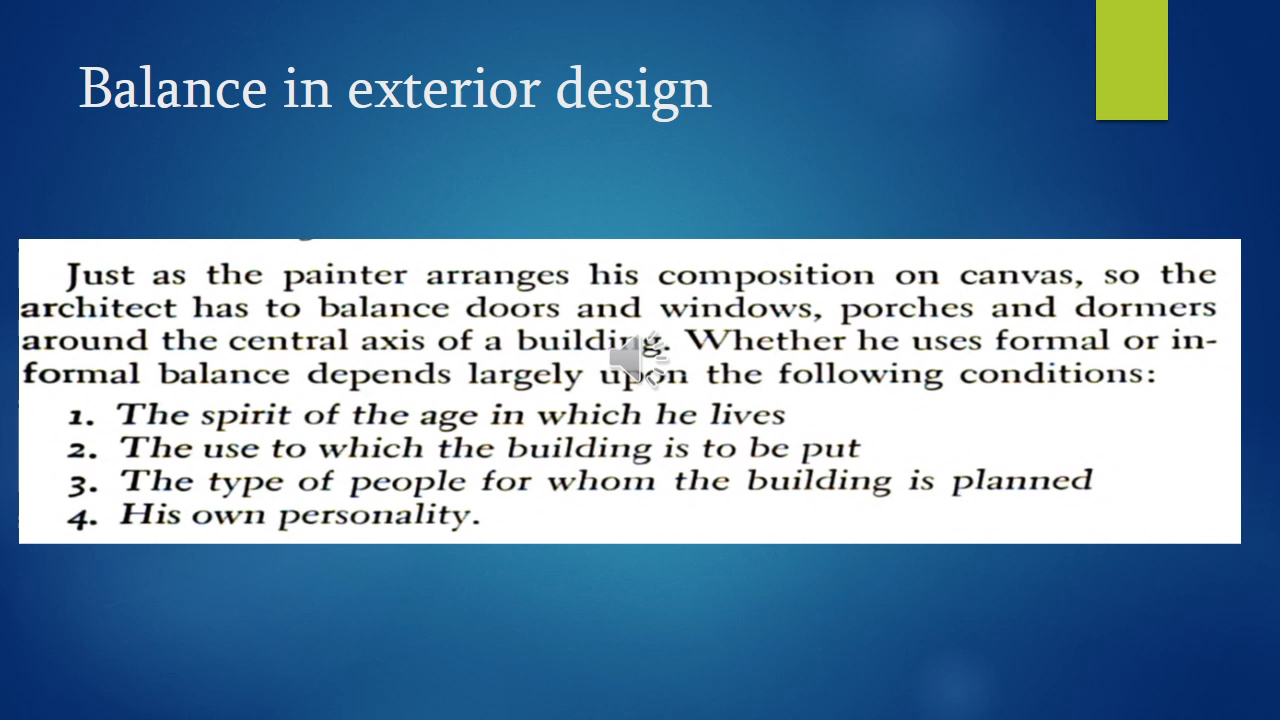 Balance in exterior design
Just as the painter arranges his composition on canvas, so the
architect has to balance doors and windows, porches and dormers
around the central axis of a building. Whether he uses formal or in-
formal balance depends largely upon the following conditions:
1. The spirit of the age in which he lives
2. The use to which the building is to be put
3. The type of people for whom the building is planned
4. His own personality.